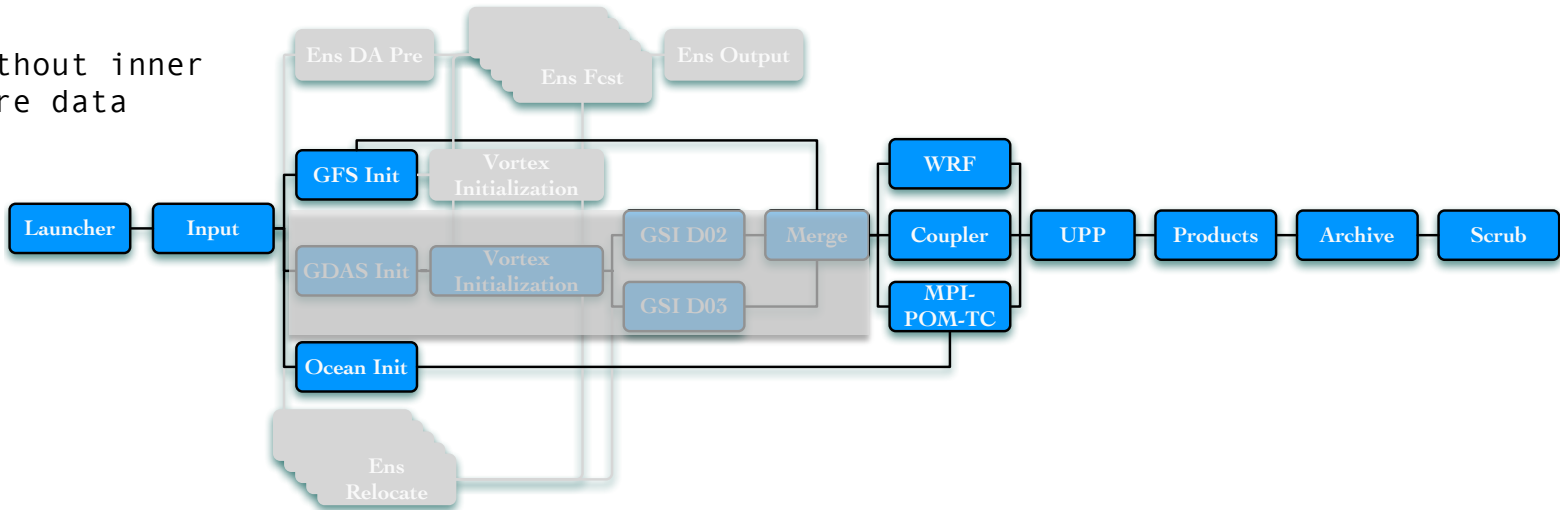 thout inner
re data
Ens DA Pre
Ens Fcst
Ens Output
GFS Init
Vortex
Initialization
WRF
Launcher
Input
GSI D02
Merge
Coupler
UPP
Products
Archive
Scrub
GDAS Init
Vortex
Initialization
GSI D03
MPI-
POM-TC
Ocean Init
Ens
Relocate